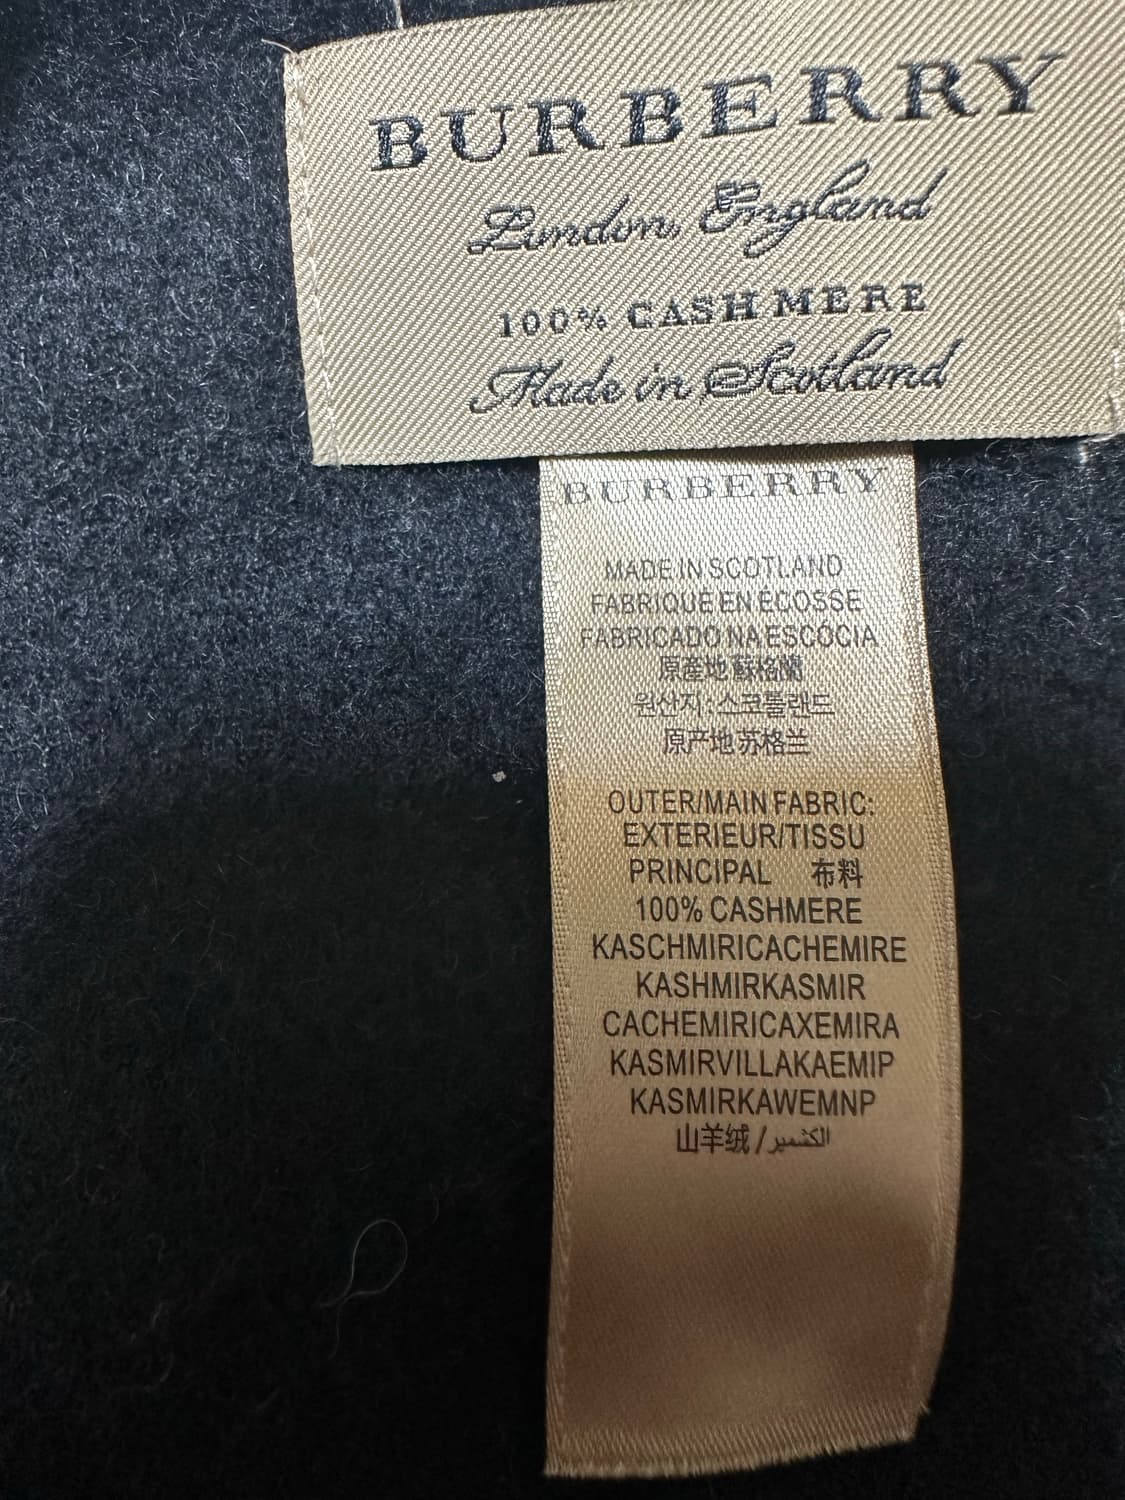 BURBERRY
London, England
100% CASHMERE
Made in Scotland
BURBERRY
MADE IN SCOTLAND
FABRIQUE EN ECOSSE
FABRICADO NA ESCÓCIA
原產地 蘇格蘭
원산지: 스코틀랜드
原产地 苏格兰
OUTER/MAIN FABRIC:
EXTERIEUR/TISSU
PRINCIPAL 布料
100% CASHMERE
KASCHMIRICACHEMIRE
KASHMIRKASMIR
CACHEMIRICAXEMIRA
KASMIRVILLAKAEMIP
KASMIRKAWEMNP
山羊绒 / الكشمير